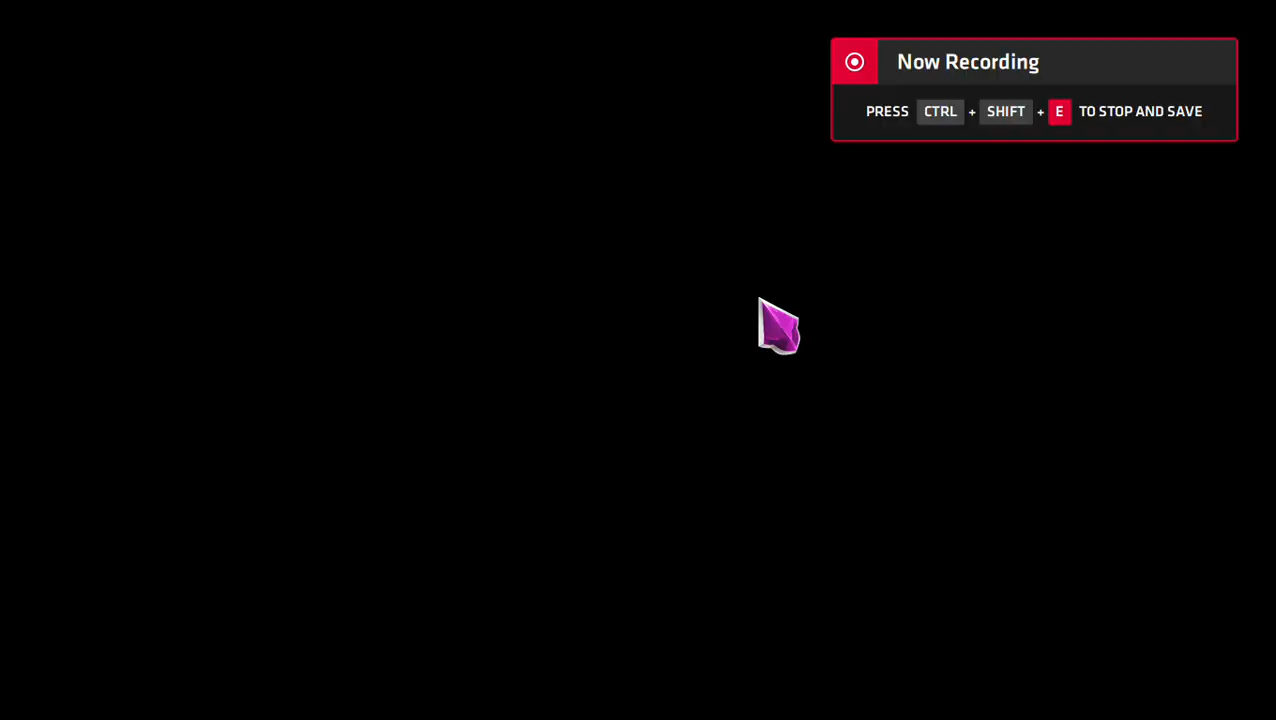 Now Recording
PRESS CTRL + SHIFT + E TO STOP AND SAVE